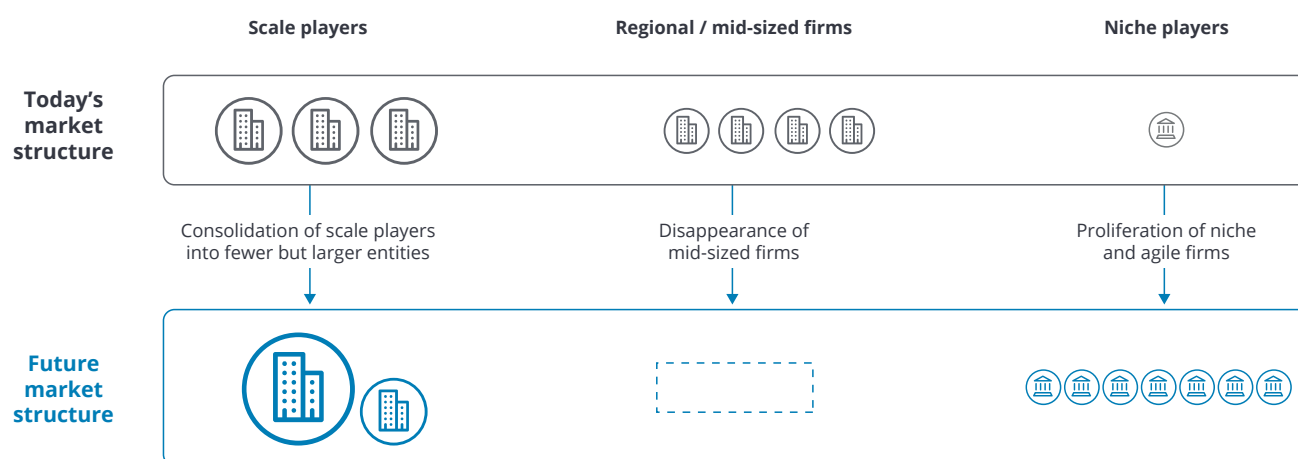 Scale players
Regional / mid-sized firms
Niche players
Today's
market
structure
Consolidation of scale players
into fewer but larger entities
Disappearance of
mid-sized firms
Proliferation of niche
and agile firms
Future
market
structure